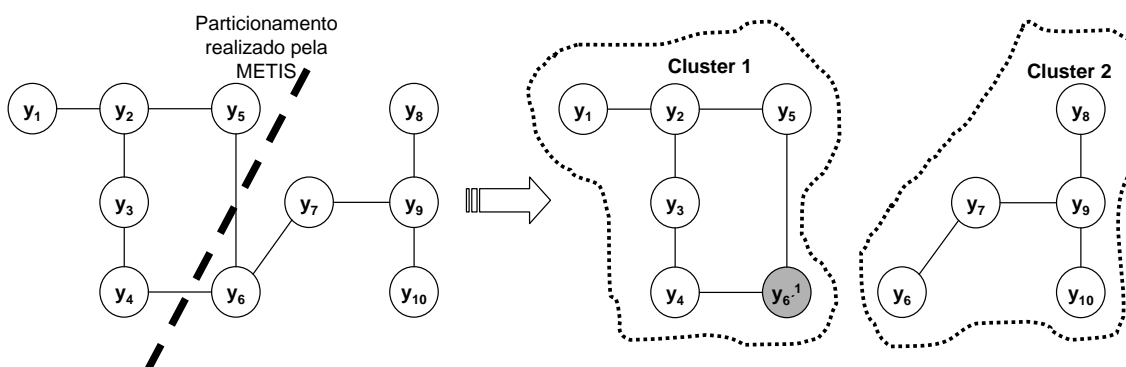 Particionamento
realizado pela
METIS
y1
y2
y5
y3
y4
y6
y7
y8
y9
y10
Cluster 1
y1
y2
y5
y3
y4
y6´1
Cluster 2
y8
y7
y9
y6
y10